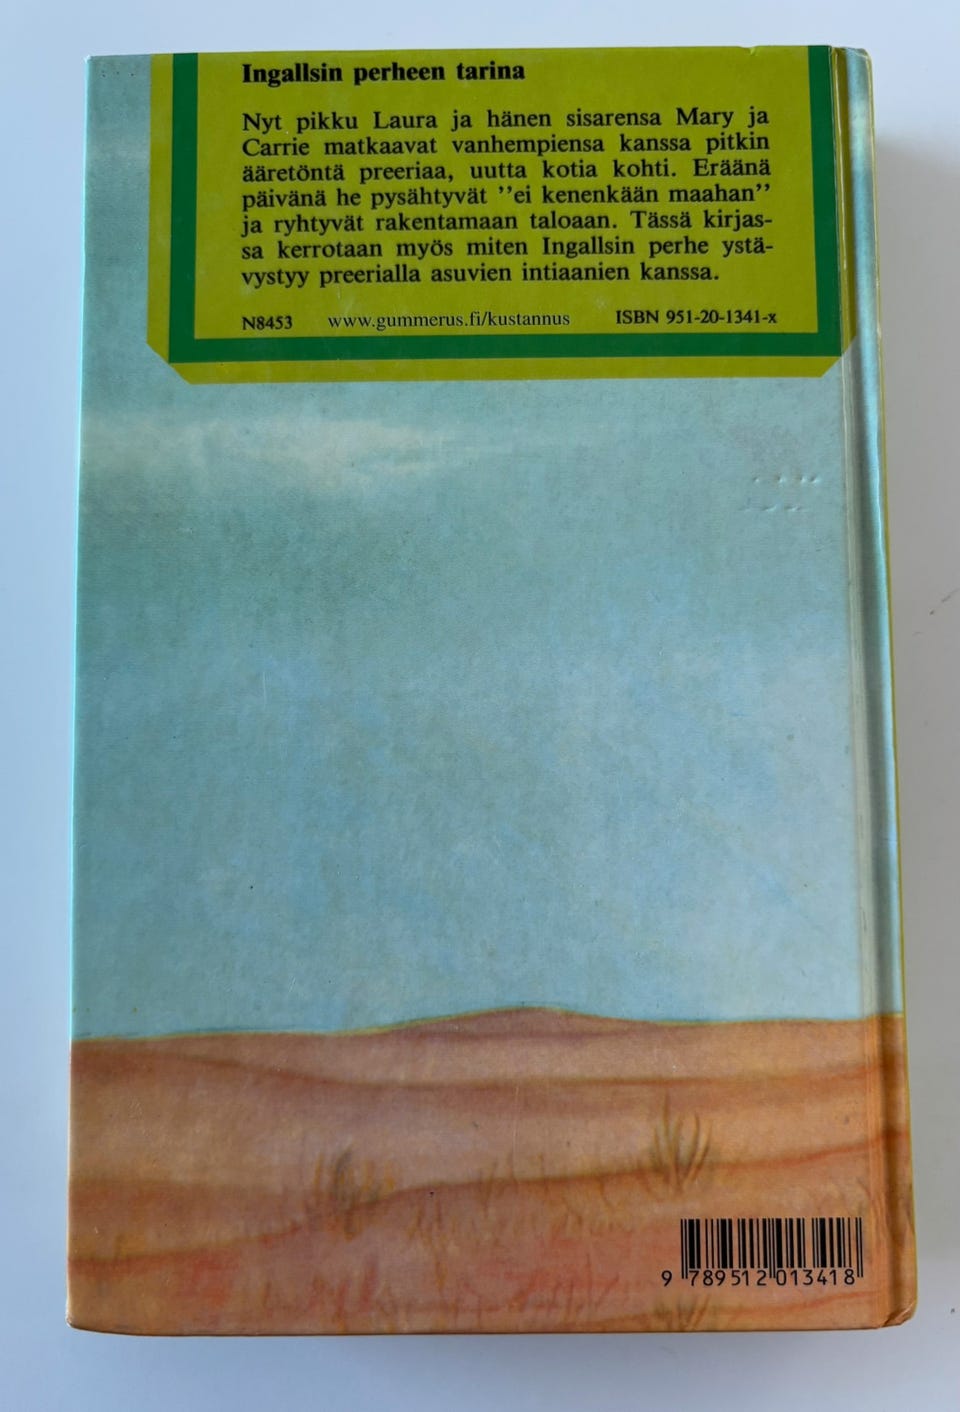 Ingallsin perheen tarina
Nyt pikku Laura ja hänen sisarensa Mary ja
Carrie matkaavat vanhempiensa kanssa pitkin
ääretöntä preeriaa, uutta kotia kohti. Eräänä
päivänä he pysähtyvät ”ei kenenkään maahan”
ja ryhtyvät rakentamaan taloaan. Tässä kirjas-
sa kerrotaan myös miten Ingallsin perhe ystä-
vystyy preerialla asuvien intiaanien kanssa.
N8453 www.gummerus.fi/kustannus ISBN 951-20-1341-x
9 789512 013418